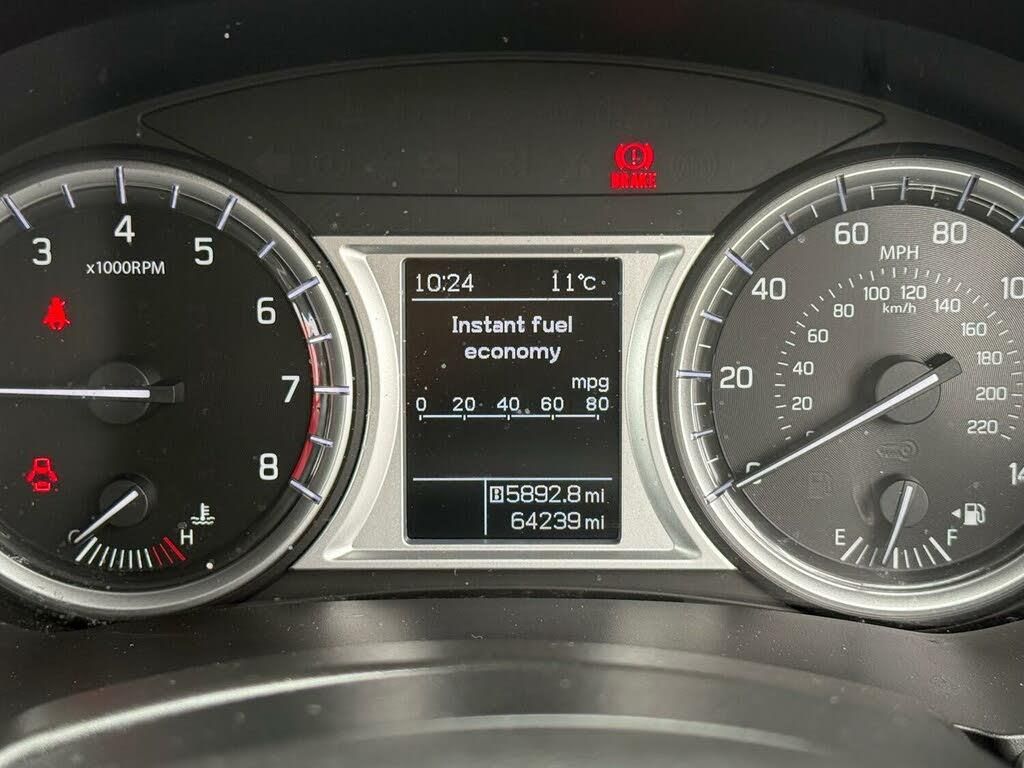 BRAKE
3 4 5 6 7 8
x1000RPM
C H
10:24 11°C
Instant fuel
economy
mpg
0 20 40 60 80
B 5892.8 mi
64239 mi
0 20 40 60 80
MPH
20 40 60 80 100 120 140 160 180 200 220
km/h
E F